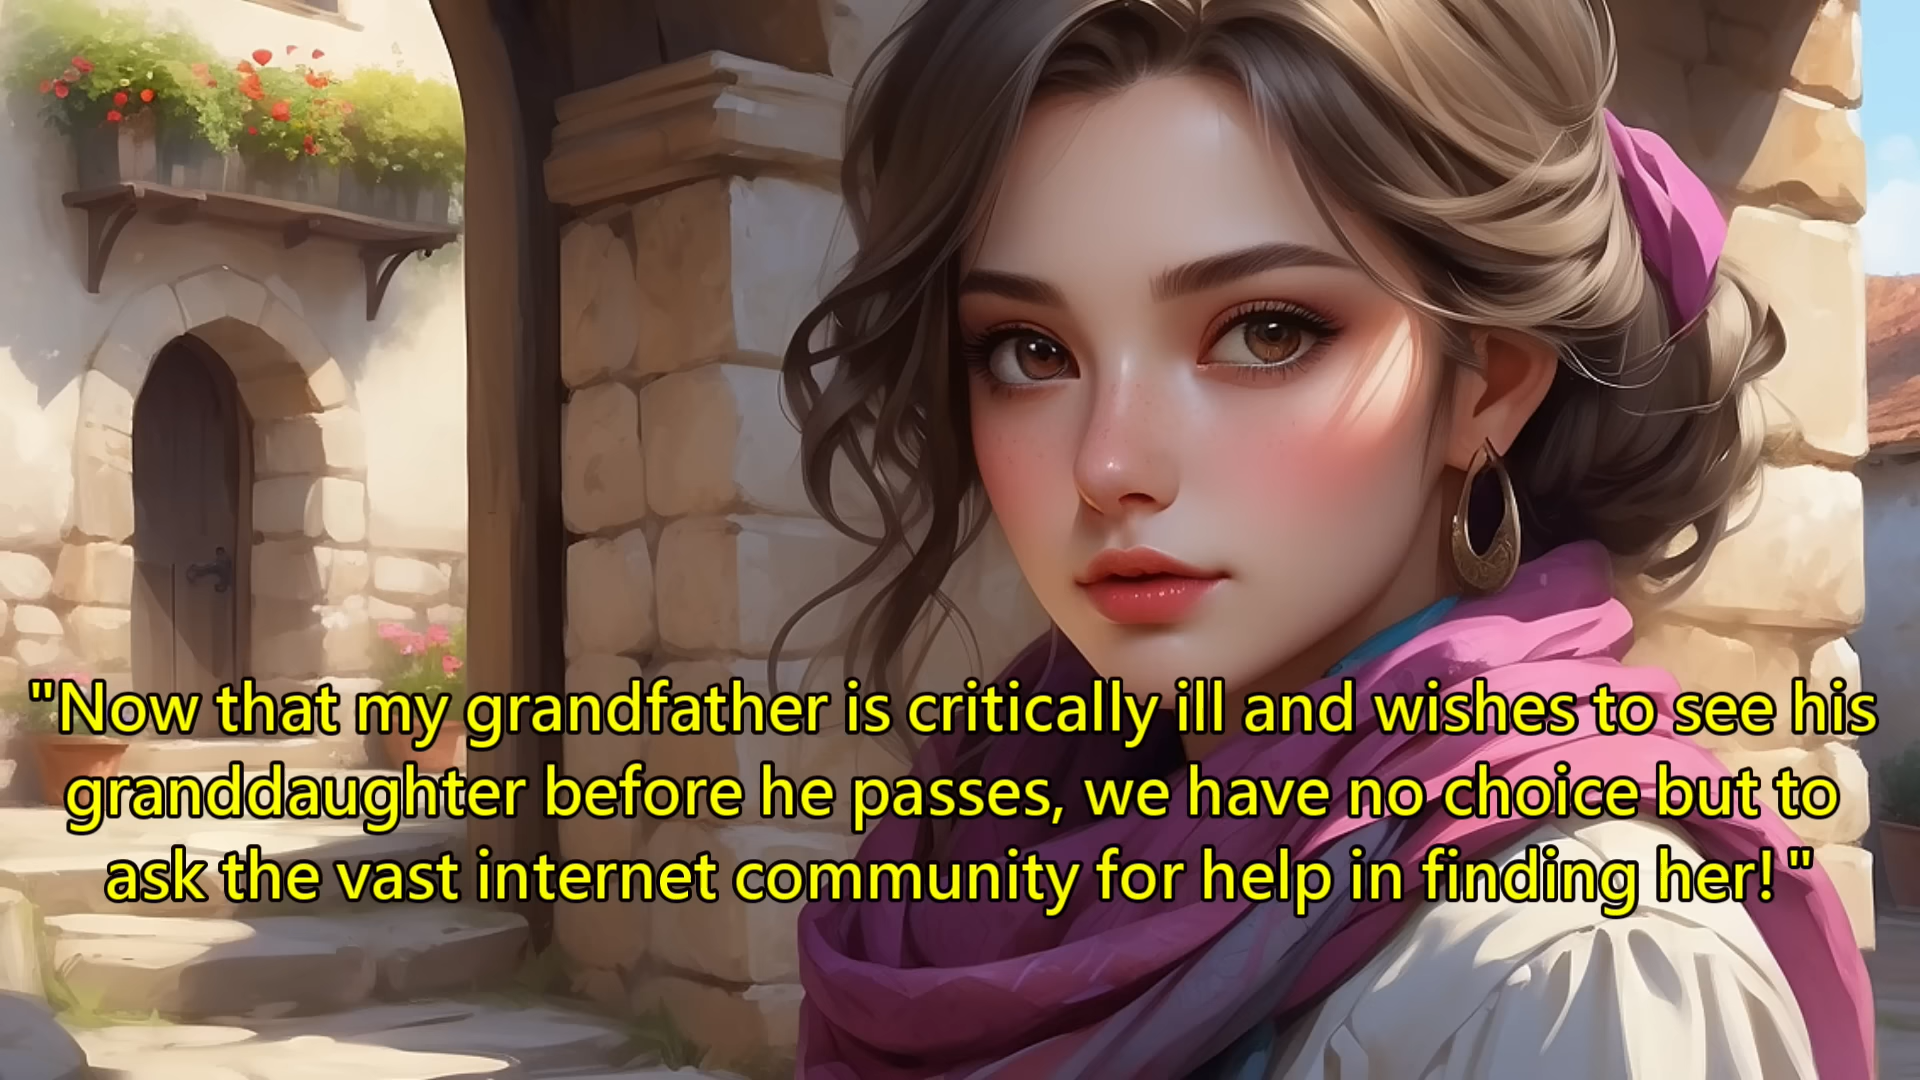 "Now that my grandfather is critically ill and wishes to see his
granddaughter before he passes, we have no choice but to
ask the vast internet community for help in finding her! "